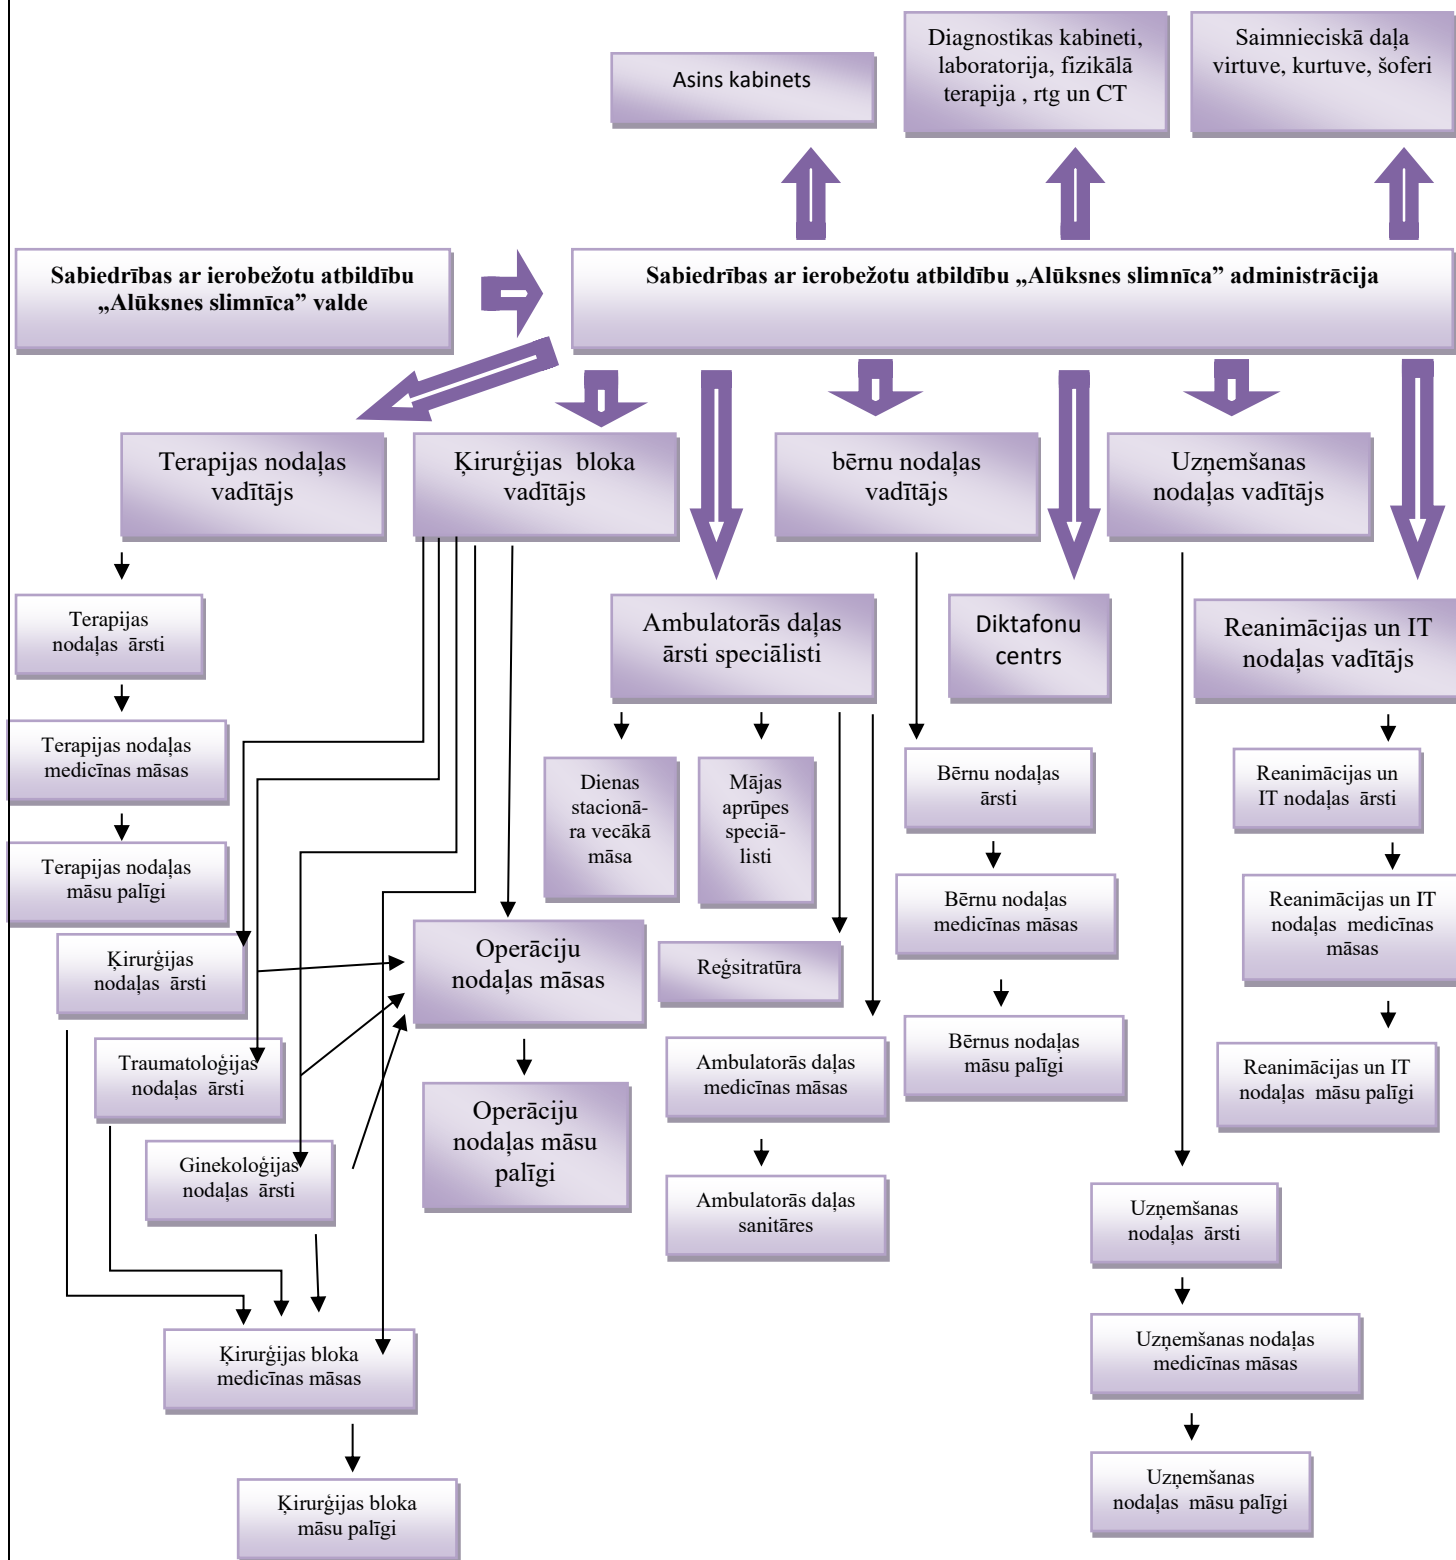 Asins kabinets
Diagnostikas kabineti,
laboratorija, fizikālā
terapija , rtg un CT
Saimnieciskā daļa
virtuve, kurtuve, šoferi
Sabiedrības ar ierobežotu atbildību
„Alūksnes slimnīca” valde
Sabiedrības ar ierobežotu atbildību „Alūksnes slimnīca” administrācija
Terapijas nodaļas
vadītājs
Ķirurģijas bloka
vadītājs
bērnu nodaļas
vadītājs
Uzņemšanas
nodaļas vadītājs
Terapijas
nodaļas ārsti
Ambulatorās daļas
ārsti speciālisti
Diktafonu
centrs
Reanimācijas un IT
nodaļas vadītājs
Terapijas nodaļas
medicīnas māsas
Dienas
stacionā-
ra vecākā
māsa
Mājas
aprūpes
speciā-
listi
Bērnu nodaļas
ārsti
Reanimācijas un
IT nodaļas ārsti
Terapijas nodaļas
māsu palīgi
Bērnu nodaļas
medicīnas māsas
Reanimācijas un IT
nodaļas medicīnas
māsas
Ķirurģijas
nodaļas ārsti
Operāciju
nodaļas māsas
Reģsitratūra
Traumatoloģijas
nodaļas ārsti
Ambulatorās daļas
medicīnas māsas
Bērnus nodaļas
māsu palīgi
Reanimācijas un IT
nodaļas māsu palīgi
Operāciju
nodaļas māsu
palīgi
Ginekoloģijas
nodaļas ārsti
Ambulatorās daļas
sanitāres
Uzņemšanas
nodaļas ārsti
Ķirurģijas bloka
medicīnas māsas
Uzņemšanas nodaļas
medicīnas māsas
Ķirurģijas bloka
māsu palīgi
Uzņemšanas
nodaļas māsu palīgi